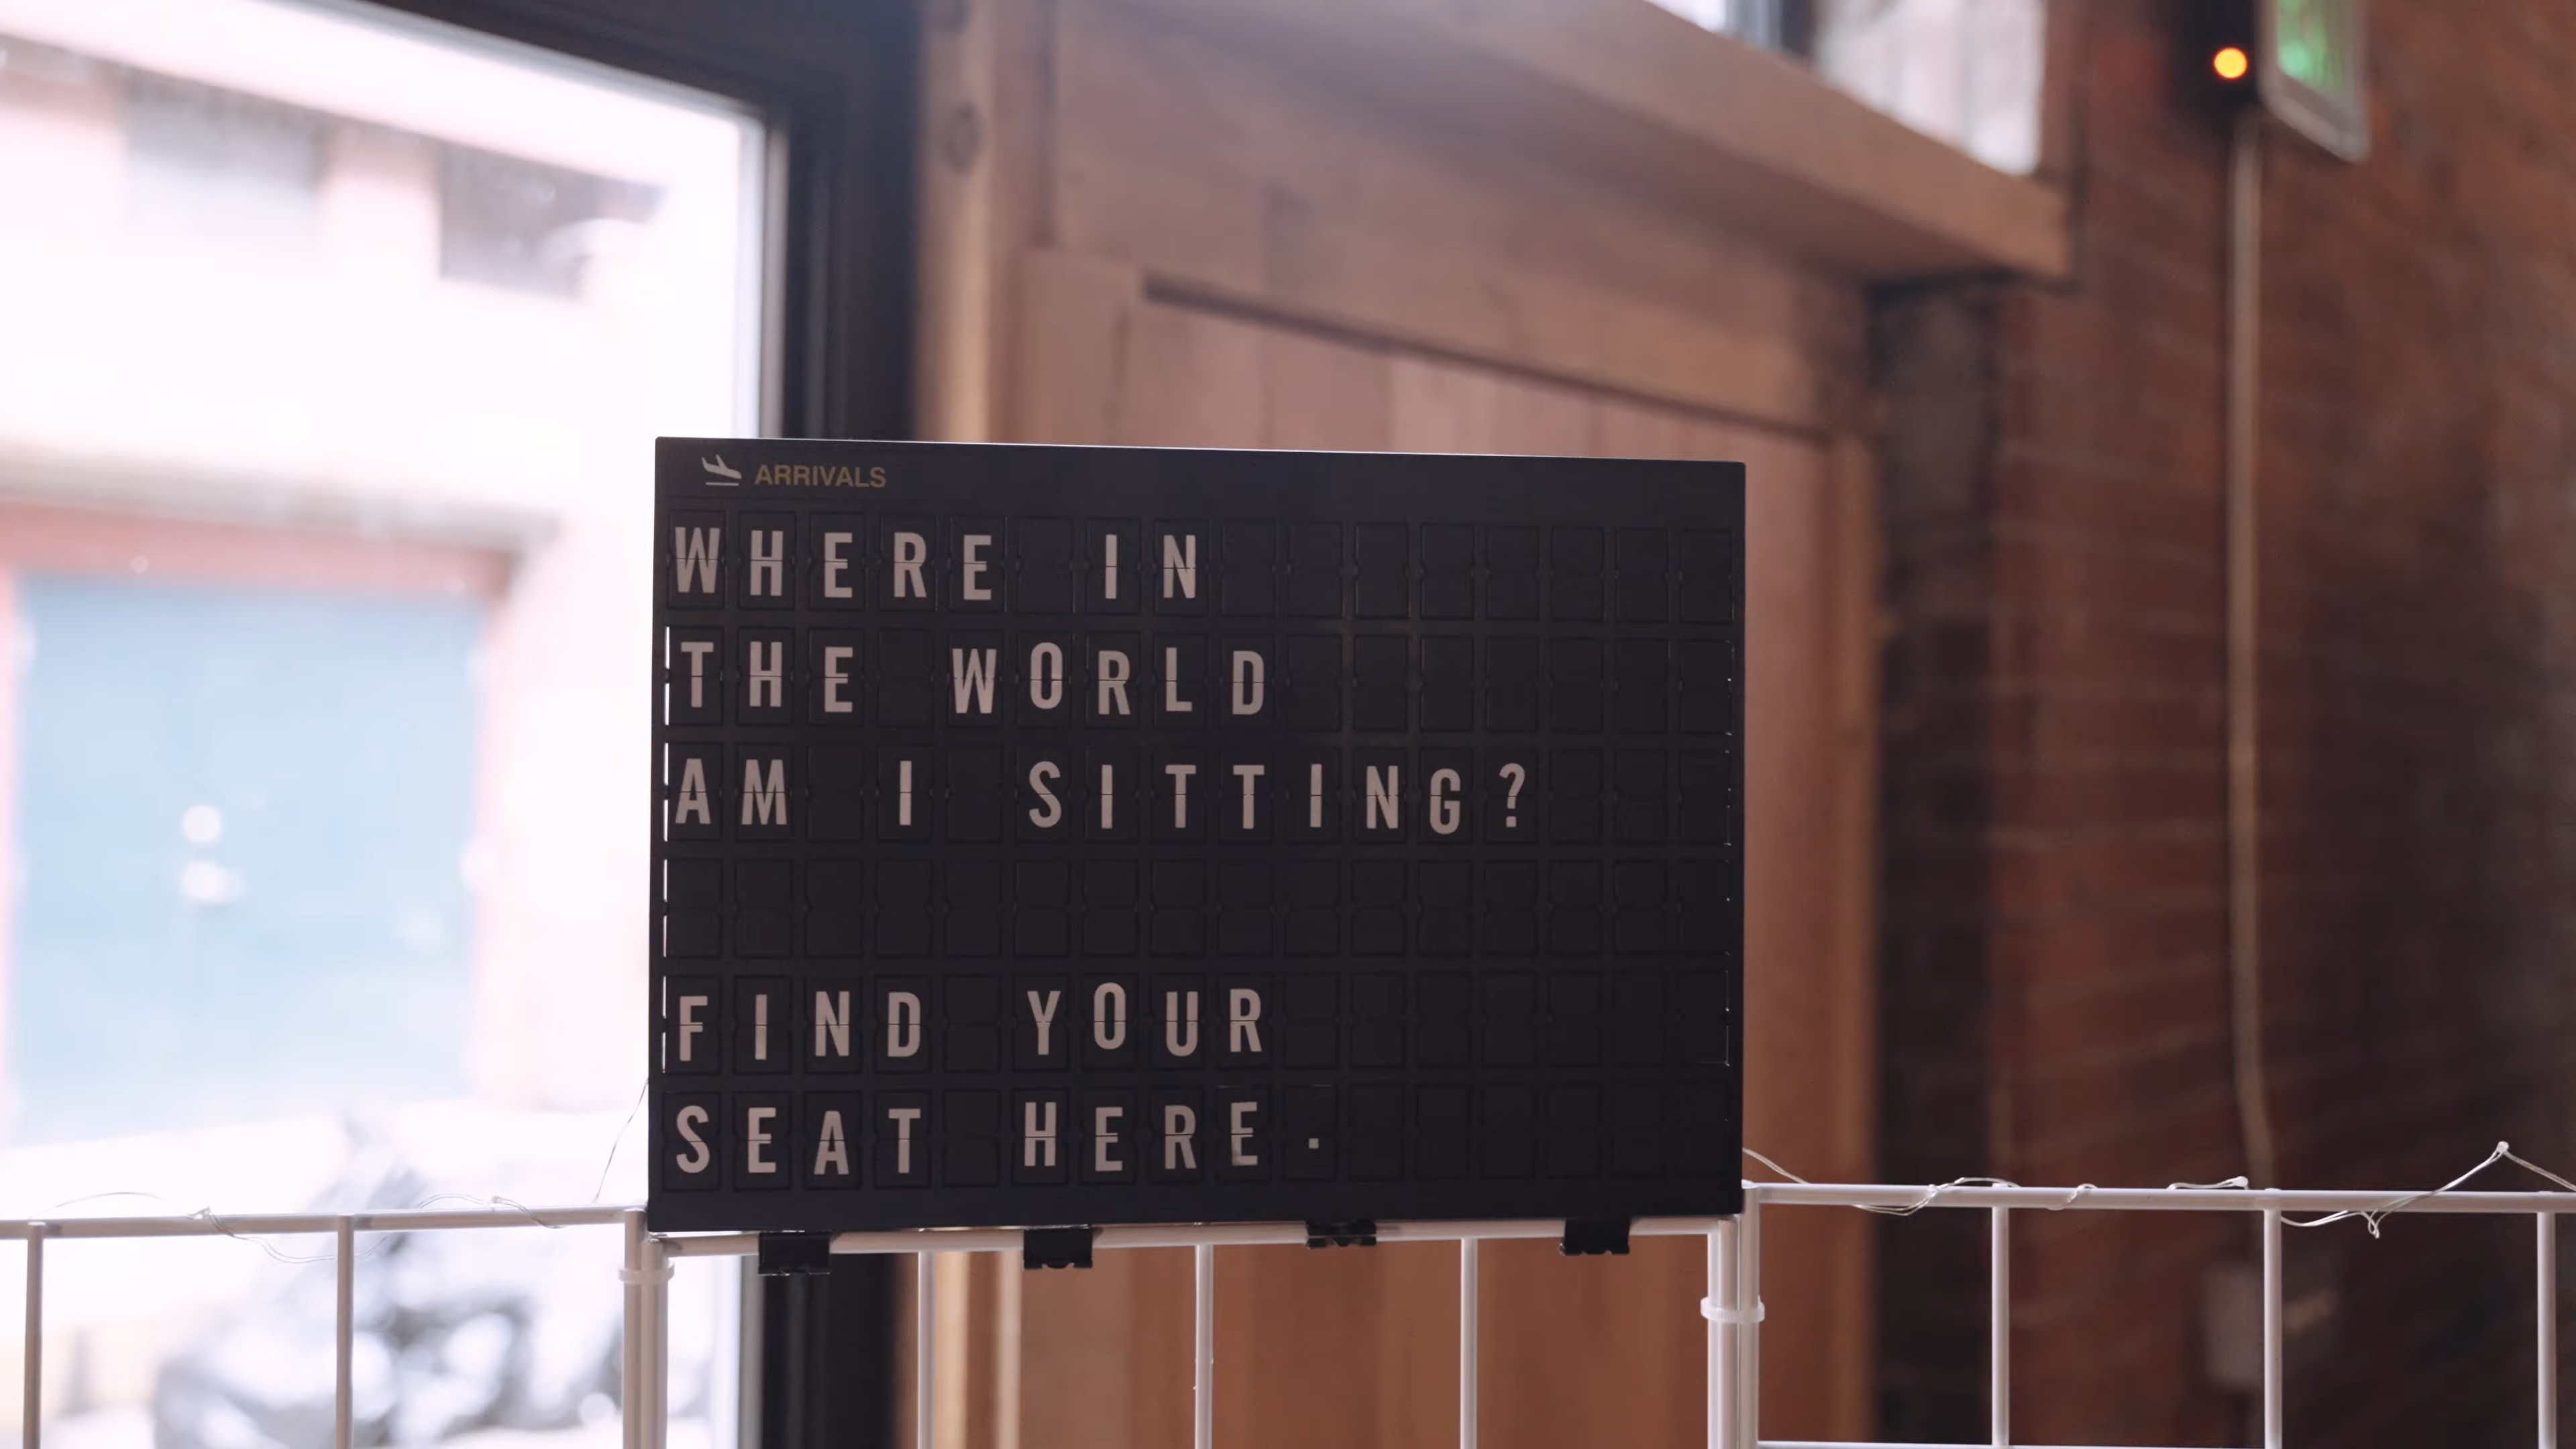 ARRIVALS
WHERE IN
THE WORLD
AM I SITTING?
FIND YOUR
SEAT HERE.